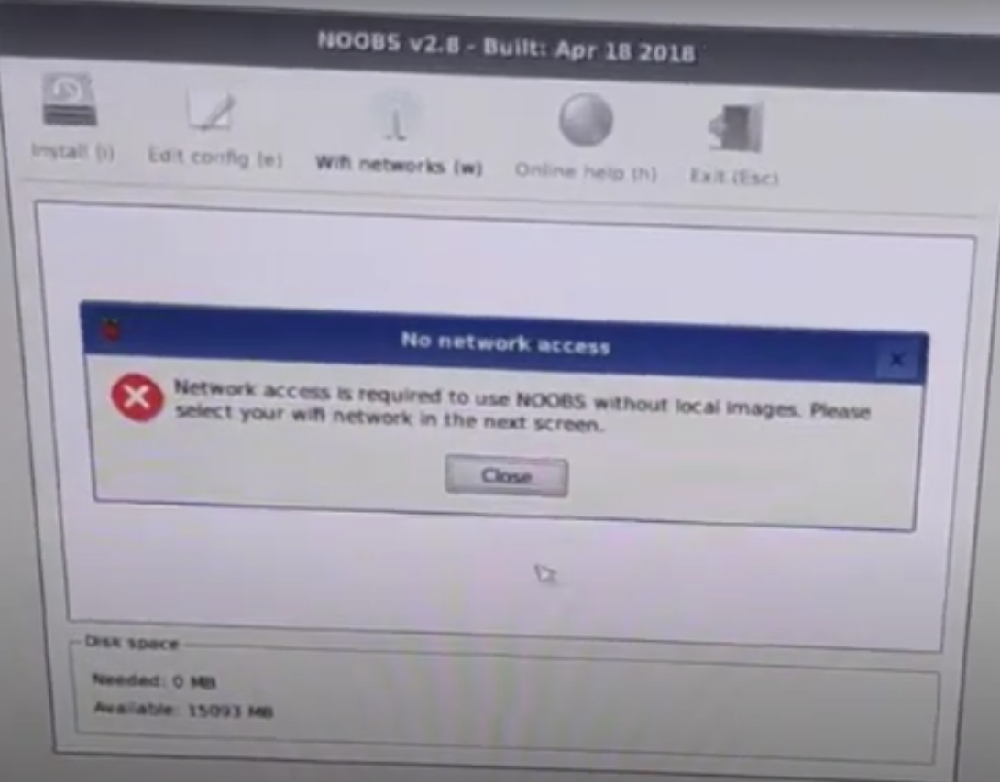 NOOBS v2.8 - Built: Apr 18 2018
Install (i) Edit config (e) Wifi networks (w) Online help (h) Exit (Esc)
No network access
Network access is required to use NOOBS without local images. Please
select your wifi network in the next screen.
Close
Disk space
Needed: 0 MB
Available: 15093 MB